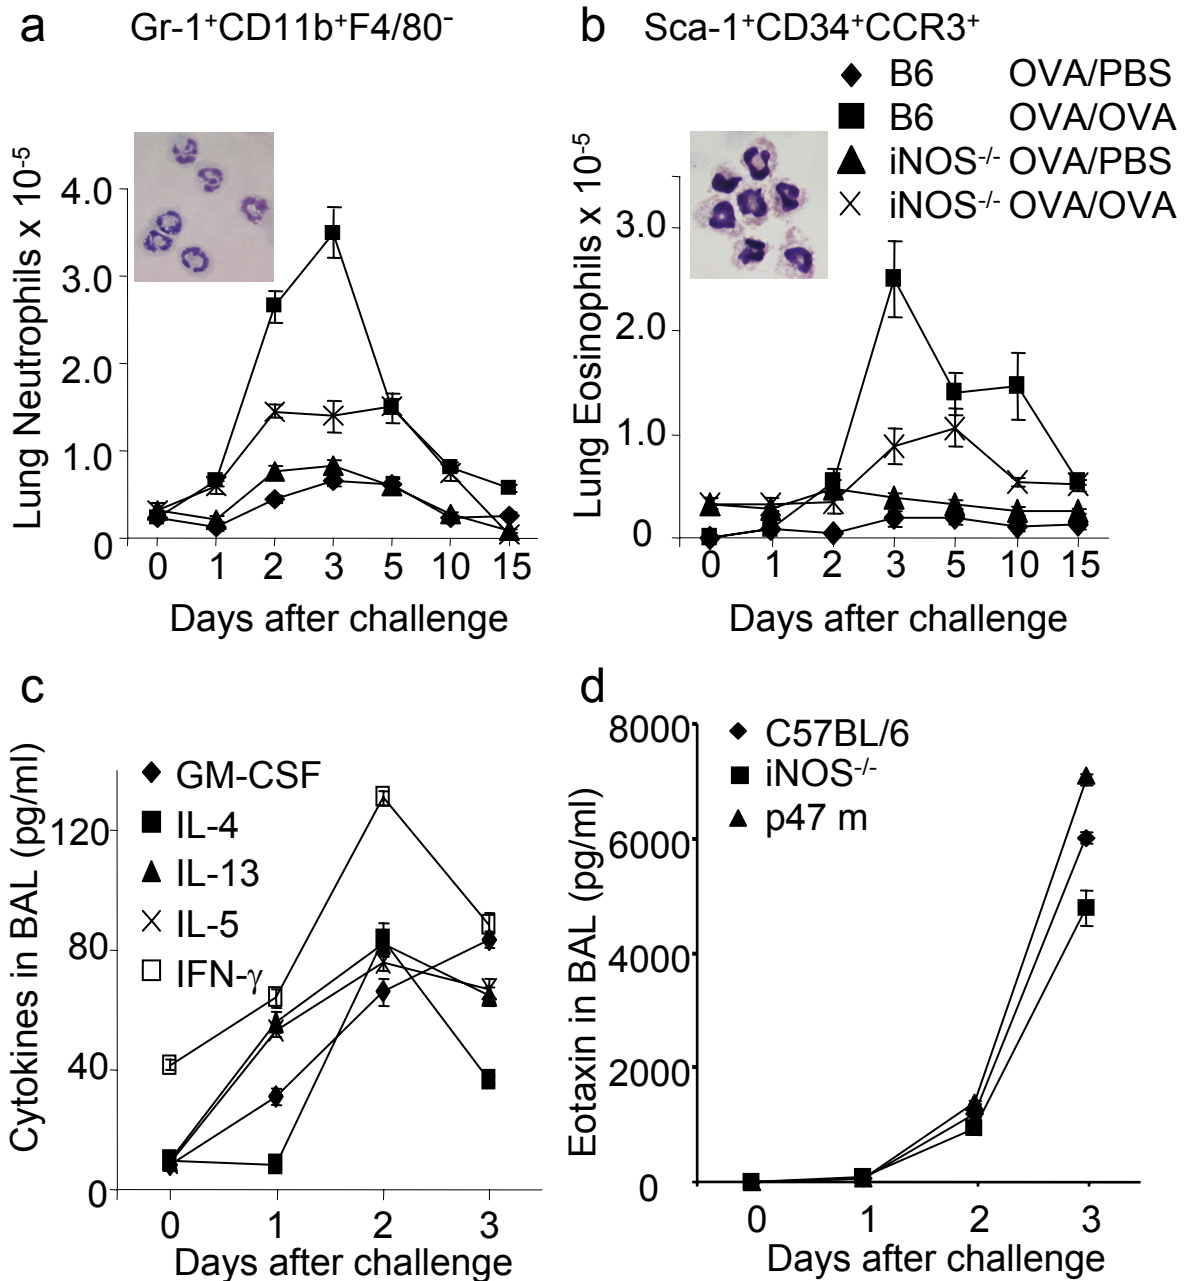 a Gr-1⁺CD11b⁺F4/80⁻
b Sca-1⁺CD34⁺CCR3⁺
B6 OVA/PBS
B6 OVA/OVA
iNOS⁻/⁻ OVA/PBS
iNOS⁻/⁻ OVA/OVA
Lung Neutrophils x 10⁻⁵
4.0
3.0
2.0
1.0
0
0 1 2 3 5 10 15
Days after challenge
Lung Eosinophils x 10⁻⁵
3.0
2.0
1.0
0
0 1 2 3 5 10 15
Days after challenge
c
GM-CSF
IL-4
IL-13
IL-5
IFN-γ
Cytokines in BAL (pg/ml)
120
80
40
0
0 1 2 3
Days after challenge
d
C57BL/6
iNOS⁻/⁻
p47 m
Eotaxin in BAL (pg/ml)
8000
6000
4000
2000
0
0 1 2 3
Days after challenge